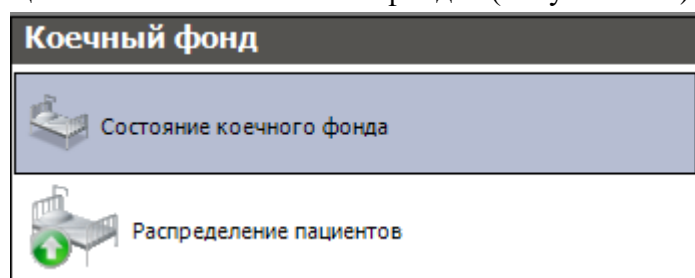 Коечный фонд
Состояние коечного фонда
Распределение пациентов